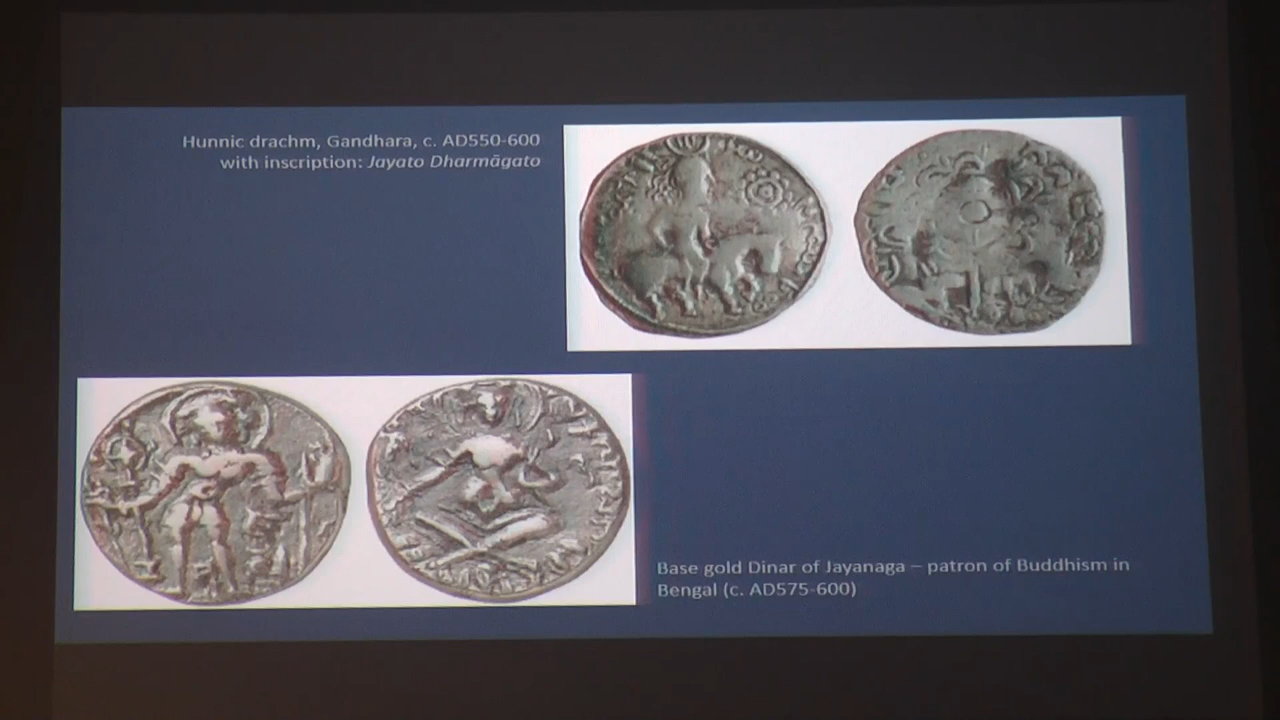 Hunnic drachm, Gandhara, c. AD550-600
with inscription: Jayato Dharmāgato
Base gold Dinar of Jayanaga – patron of Buddhism in
Bengal (c. AD575-600)